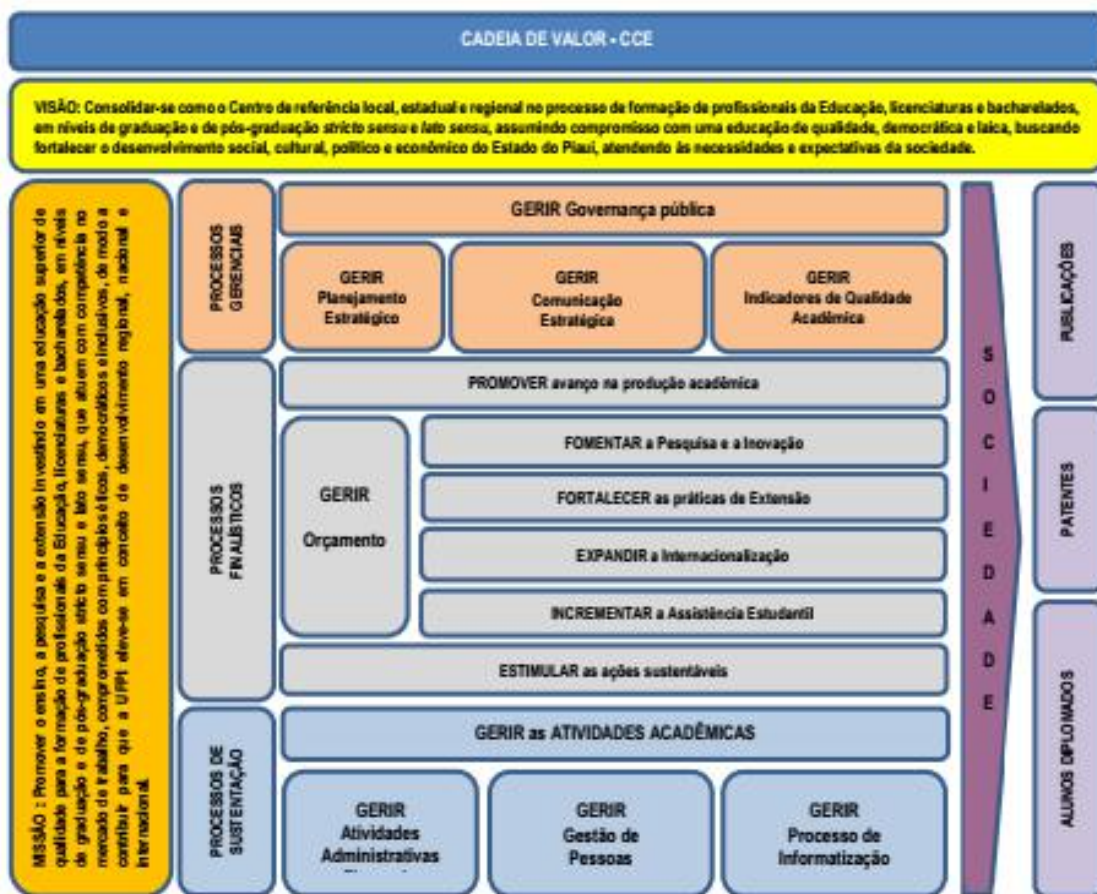 CADEIA DE VALOR - CCE
VISÃO: Consolidar-se como o Centro de referência local, estadual e regional no processo de formação de profissionais da Educação, licenciaturas e bacharelados,
em níveis de graduação e de pós-graduação stricto sensu e lato sensu, assumindo compromisso com uma educação de qualidade, democrática e laica, buscando
fortalecer o desenvolvimento social, cultural, político e econômico do Estado do Piauí, atendendo às necessidades e expectativas da sociedade.
MISSÃO : Promover o ensino, a pesquisa e a extensão investindo em uma educação superior de
qualidade para a formação de profissionais da Educação, licenciaturas e bacharelados, em níveis
de graduação e de pós-graduação stricto sensu e lato sensu, que atuem com competência no
mercado de trabalho, comprometidos com princípios éticos, democráticos e inclusivos, de modo a
contribuir para que a UFPI eleve-se em conceito de desenvolvimento regional, nacional e
internacional.
PROCESSOS
GERENCIAIS
GERIR Governança pública
GERIR
Planejamento
Estratégico
GERIR
Comunicação
Estratégica
GERIR
Indicadores de Qualidade
Acadêmica
PROCESSOS
FINALÍSTICOS
PROMOVER avanço na produção acadêmica
GERIR
Orçamento
FOMENTAR a Pesquisa e a Inovação
FORTALECER as práticas de Extensão
EXPANDIR a Internacionalização
INCREMENTAR a Assistência Estudantil
ESTIMULAR as ações sustentáveis
PROCESSOS DE
SUSTENTAÇÃO
GERIR as ATIVIDADES ACADÊMICAS
GERIR
Atividades
Administrativas
GERIR
Gestão de
Pessoas
GERIR
Processo de
Informatização
SOCIEDADE
PUBLICAÇÕES
PATENTES
ALUNOS DIPLOMADOS